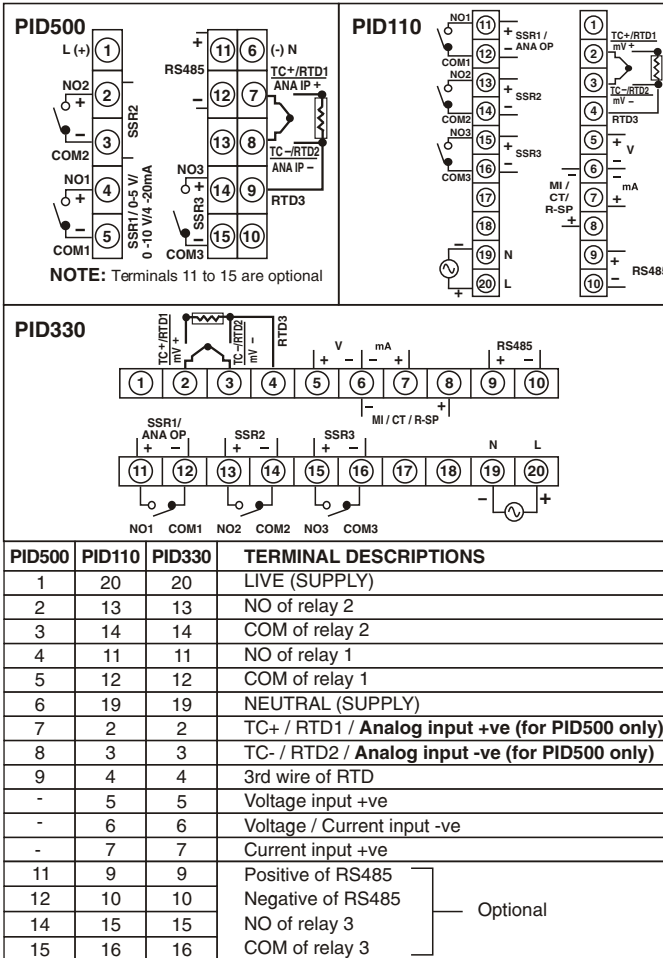 PID500
L (+) 1
NO2
2
SSR2
3
COM2
NO1
4
SSR1/ 0-5 V/
0 -10 V/4 -20mA
5
COM1
+ 11 6 (-) N
RS485
TC+/RTD1
ANA IP +
12 7
13 8
TC-/RTD2
ANA IP -
NO3
14 9 RTD3
SSR3
15 10
COM3
NOTE: Terminals 11 to 15 are optional
PID110
NO1
11 + SSR1 /
ANA OP
12 -
COM1
NO2
13 + SSR2
14 -
COM2
NO3
15 + SSR3
16 -
COM3
17
18
19 N
20 L
1
TC+/RTD1
mV +
2
3
TC-/RTD2
mV -
4 RTD3
5 + V
6 -
MI /
CT/
R-SP
7 + mA
8
9 + RS485
10 -
PID330
TC+/RTD1
mV +
TC-/RTD2
mV -
RTD3
V
+ -
mA
- +
RS485
+ -
1 2 3 4 5 6 7 8 9 10
- +
MI / CT / R-SP
SSR1/
ANA OP
+ -
SSR2
+ -
SSR3
+ -
N L
11 12 13 14 15 16 17 18 19 20
- +
NO1 COM1 NO2 COM2 NO3 COM3
PID500 PID110 PID330 TERMINAL DESCRIPTIONS
1 20 20 LIVE (SUPPLY)
2 13 13 NO of relay 2
3 14 14 COM of relay 2
4 11 11 NO of relay 1
5 12 12 COM of relay 1
6 19 19 NEUTRAL (SUPPLY)
7 2 2 TC+ / RTD1 / Analog input +ve (for PID500 only)
8 3 3 TC- / RTD2 / Analog input -ve (for PID500 only)
9 4 4 3rd wire of RTD
- 5 5 Voltage input +ve
- 6 6 Voltage / Current input -ve
- 7 7 Current input +ve
11 9 9 Positive of RS485
12 10 10 Negative of RS485
Optional
14 15 15 NO of relay 3
15 16 16 COM of relay 3